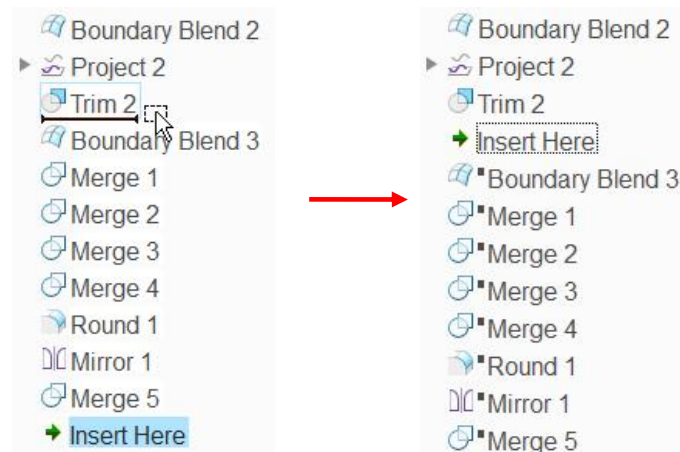 Boundary Blend 2
Project 2
Trim 2
Boundary Blend 3
Merge 1
Merge 2
Merge 3
Merge 4
Round 1
Mirror 1
Merge 5
Insert Here
Boundary Blend 2
Project 2
Trim 2
Insert Here
Boundary Blend 3
Merge 1
Merge 2
Merge 3
Merge 4
Round 1
Mirror 1
Merge 5